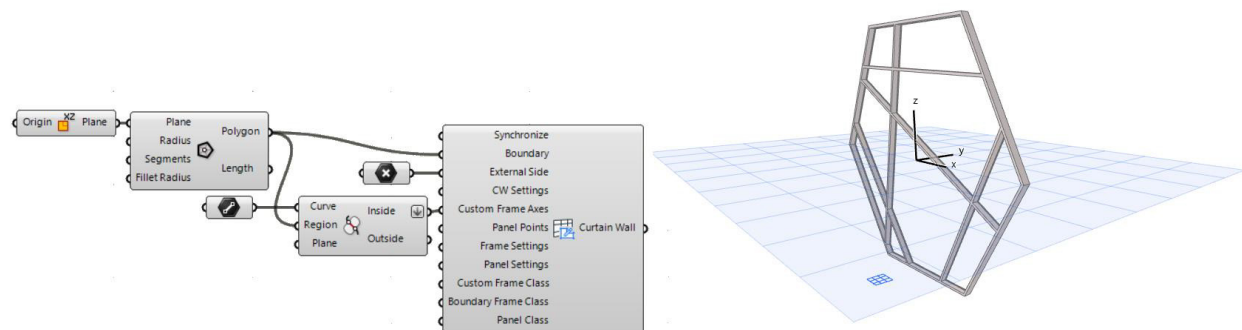 Origin XZ Plane
Plane
Radius
Segments
Fillet Radius
Polygon
Length
Curve
Region
Plane
Inside
Outside
Synchronize
Boundary
External Side
CW Settings
Custom Frame Axes
Panel Points
Frame Settings
Panel Settings
Custom Frame Class
Boundary Frame Class
Panel Class
Curtain Wall
z
y
x